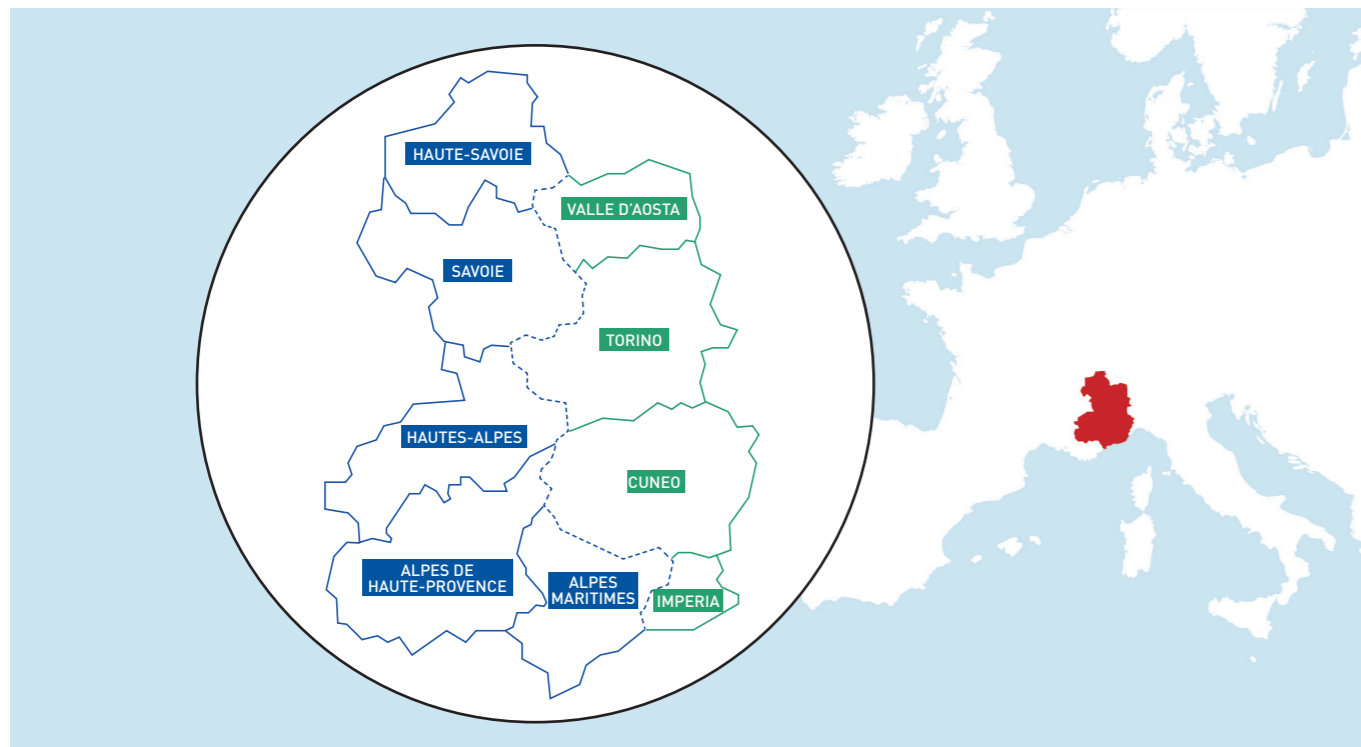 HAUTE-SAVOIE
VALLE D'AOSTA
SAVOIE
TORINO
HAUTES-ALPES
CUNEO
ALPES DE
HAUTE-PROVENCE
ALPES
MARITIMES
IMPERIA